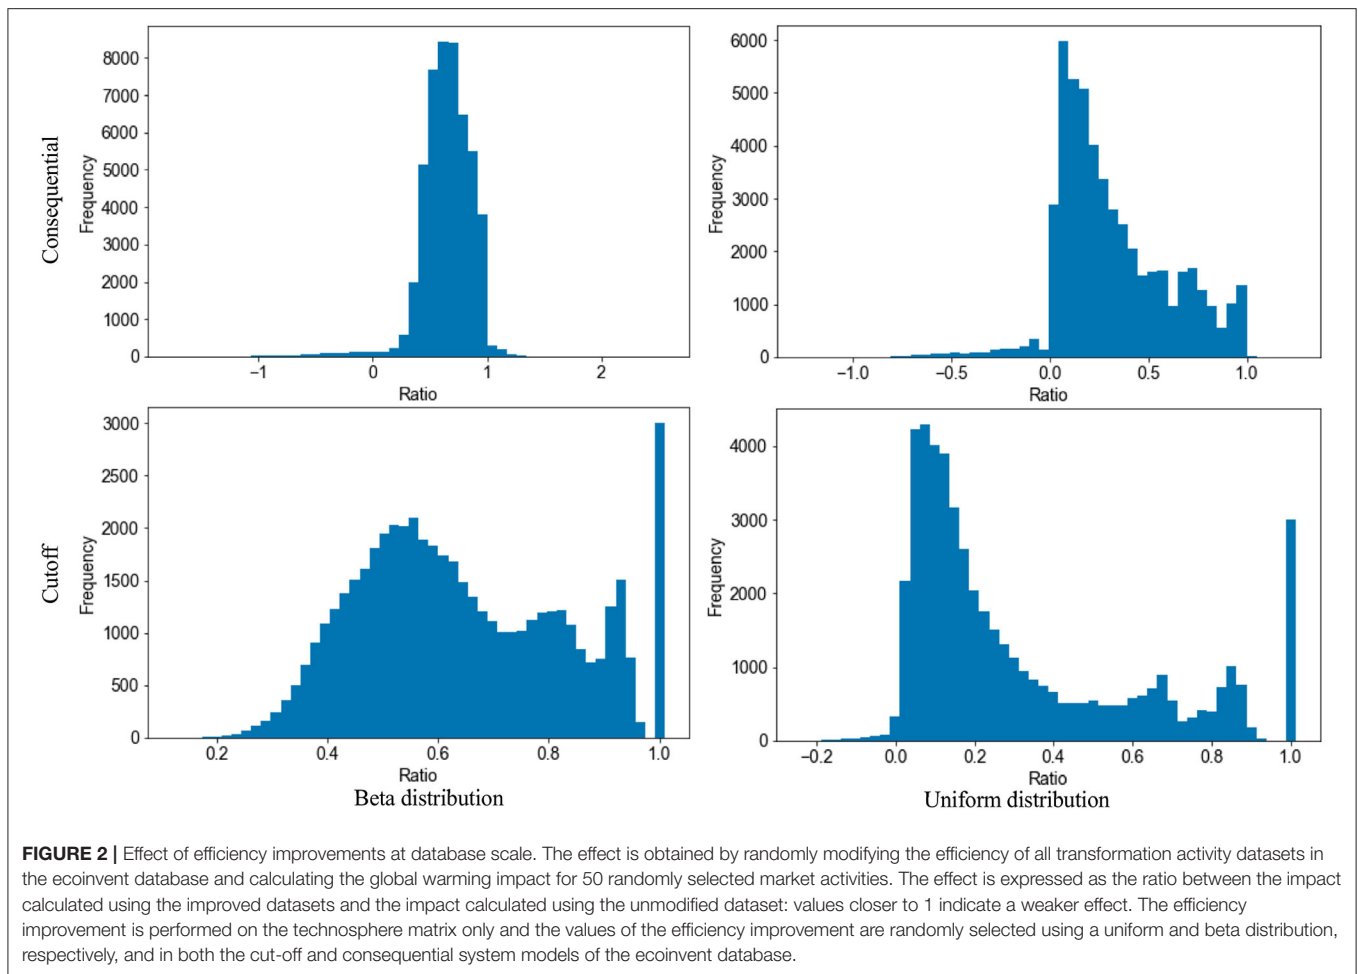 Consequential
Frequency
8000
7000
6000
5000
4000
3000
2000
1000
0
−1 0 1 2
Ratio
Frequency
6000
5000
4000
3000
2000
1000
0
−1.0 −0.5 0.0 0.5 1.0
Ratio
Cutoff
Frequency
3000
2500
2000
1500
1000
500
0
0.2 0.4 0.6 0.8 1.0
Ratio
Beta distribution
Frequency
4000
3000
2000
1000
0
−0.2 0.0 0.2 0.4 0.6 0.8 1.0
Ratio
Uniform distribution
FIGURE 2 | Effect of efficiency improvements at database scale. The effect is obtained by randomly modifying the efficiency of all transformation activity datasets in
the ecoinvent database and calculating the global warming impact for 50 randomly selected market activities. The effect is expressed as the ratio between the impact
calculated using the improved datasets and the impact calculated using the unmodified dataset: values closer to 1 indicate a weaker effect. The efficiency
improvement is performed on the technosphere matrix only and the values of the efficiency improvement are randomly selected using a uniform and beta distribution,
respectively, and in both the cut-off and consequential system models of the ecoinvent database.